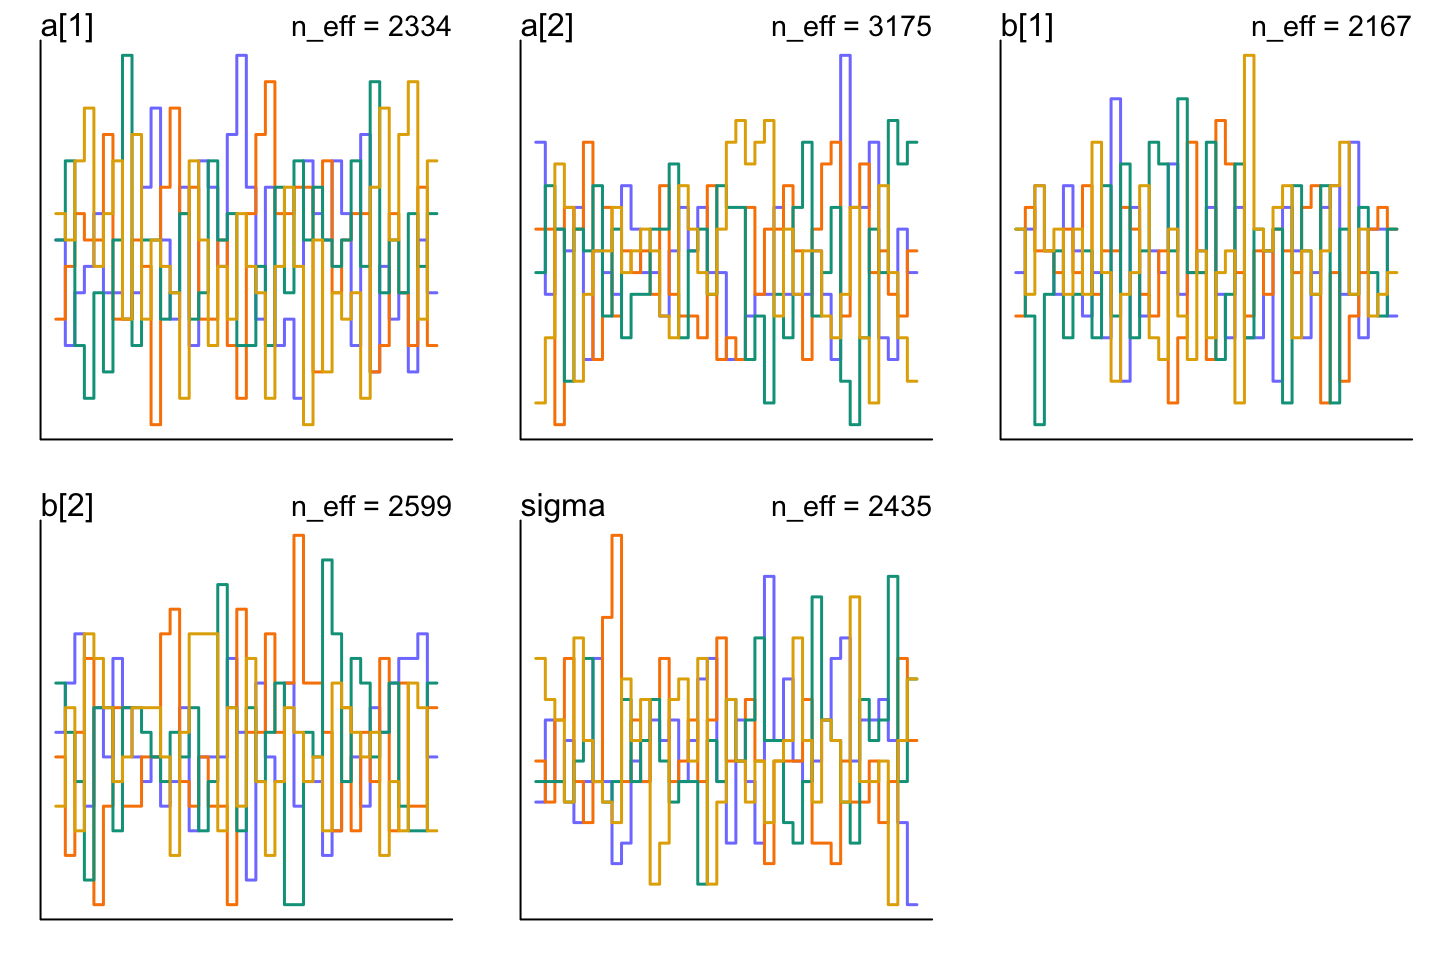 a[1] n_eff = 2334
a[2] n_eff = 3175
b[1] n_eff = 2167
b[2] n_eff = 2599
sigma n_eff = 2435